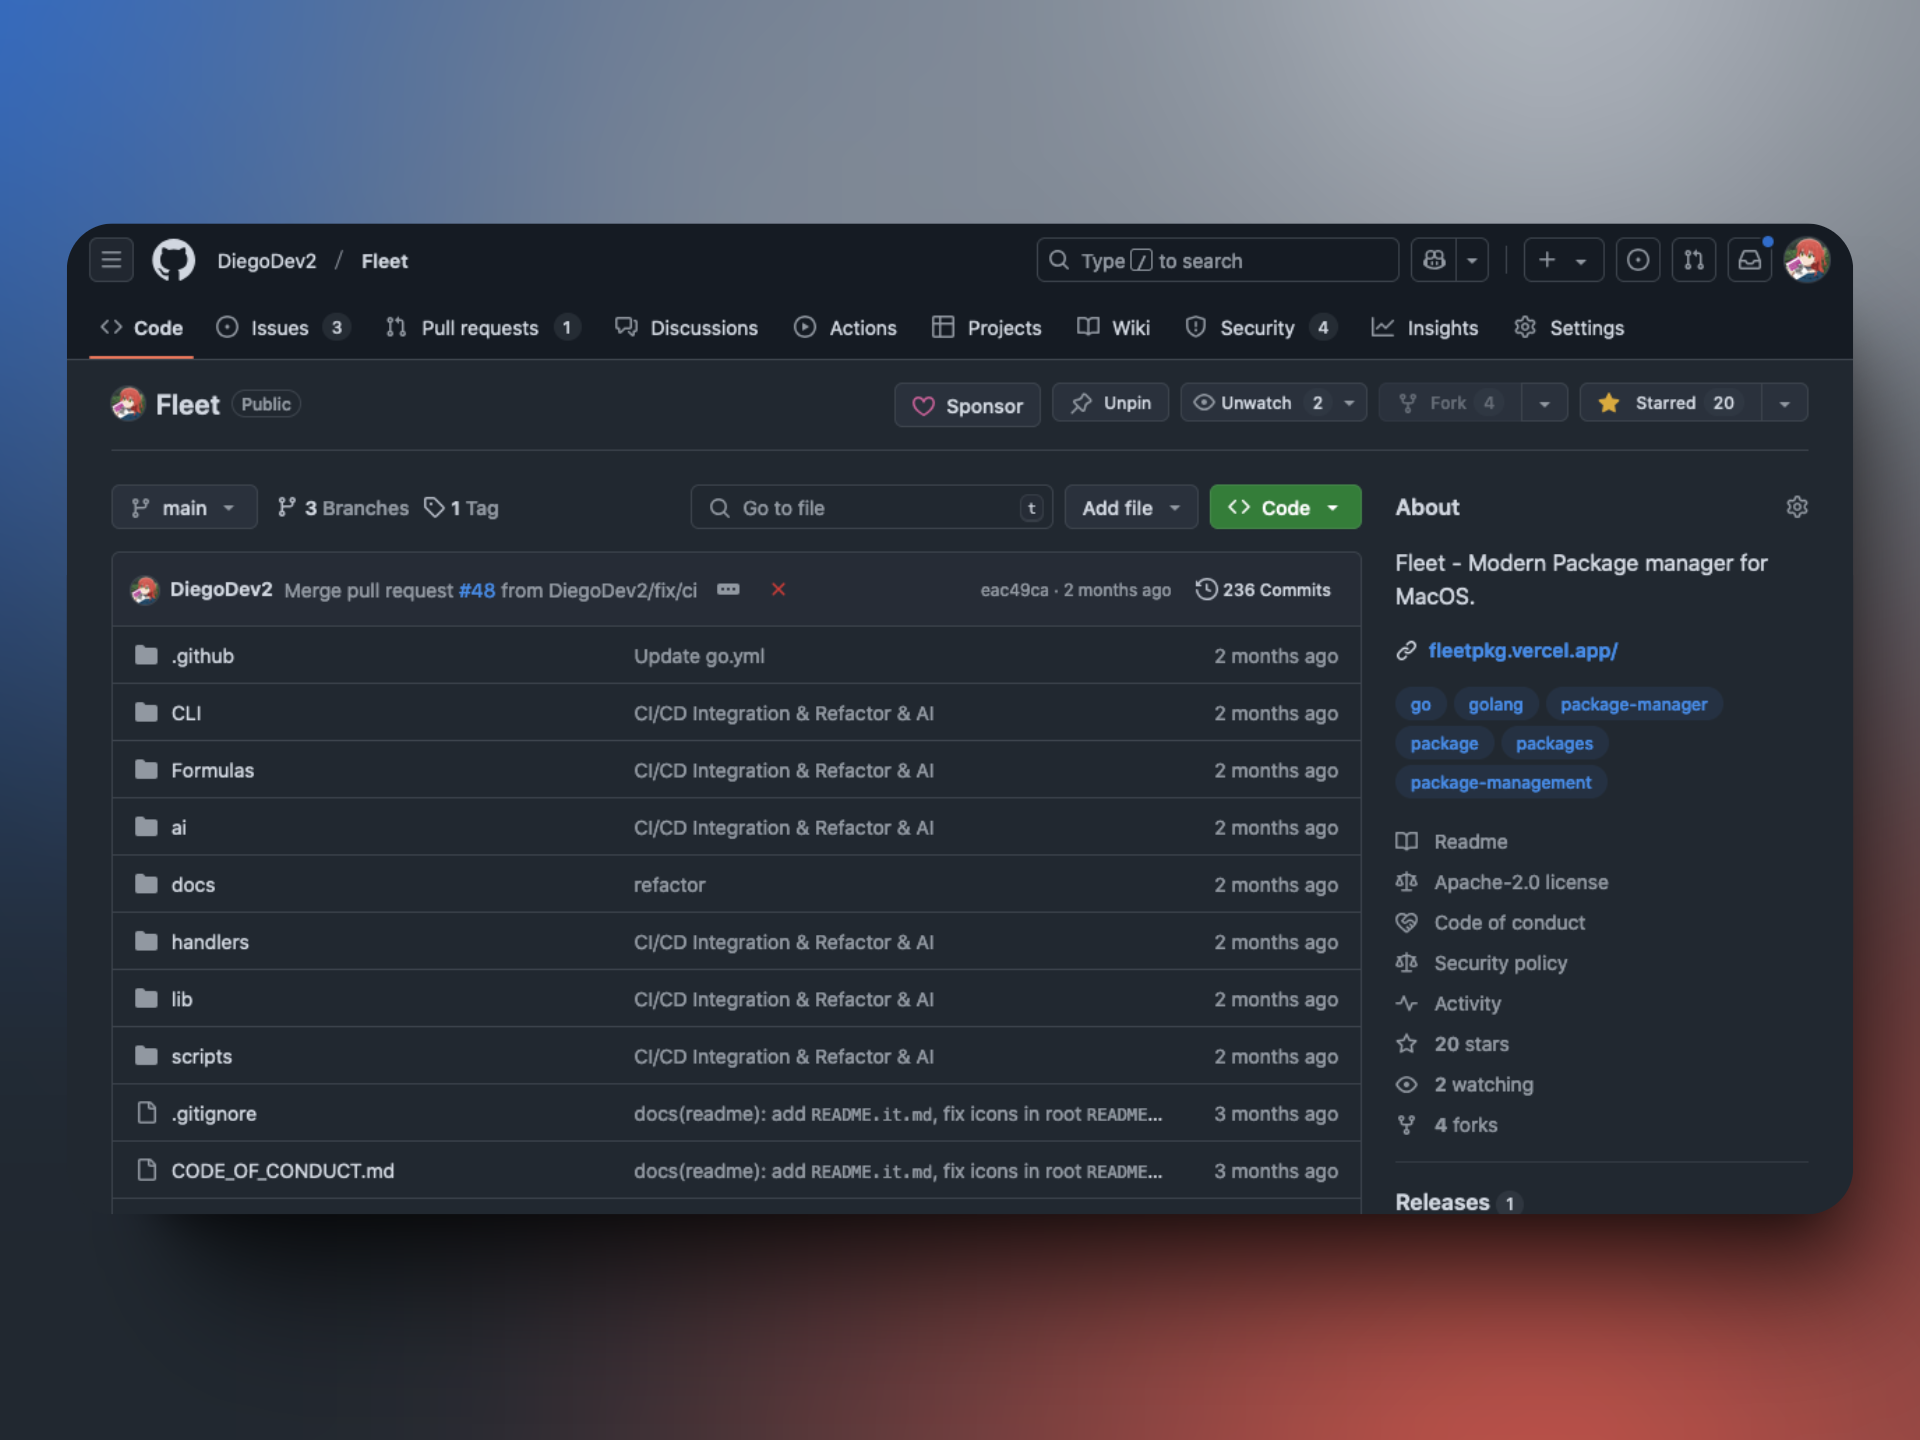 DiegoDev2 / Fleet
Type / to search
Code
Issues 3
Pull requests 1
Discussions
Actions
Projects
Wiki
Security 4
Insights
Settings
Fleet Public
Sponsor
Unpin
Unwatch 2
Fork 4
Starred 20
main
3 Branches
1 Tag
Go to file t
Add file
Code
DiegoDev2 Merge pull request #48 from DiegoDev2/fix/ci
eac49ca · 2 months ago
236 Commits
.github Update go.yml 2 months ago
CLI CI/CD Integration & Refactor & AI 2 months ago
Formulas CI/CD Integration & Refactor & AI 2 months ago
ai CI/CD Integration & Refactor & AI 2 months ago
docs refactor 2 months ago
handlers CI/CD Integration & Refactor & AI 2 months ago
lib CI/CD Integration & Refactor & AI 2 months ago
scripts CI/CD Integration & Refactor & AI 2 months ago
.gitignore docs(readme): add README.it.md, fix icons in root README... 3 months ago
CODE_OF_CONDUCT.md docs(readme): add README.it.md, fix icons in root README... 3 months ago
About
Fleet - Modern Package manager for
MacOS.
fleetpkg.vercel.app/
go golang package-manager
package packages
package-management
Readme
Apache-2.0 license
Code of conduct
Security policy
Activity
20 stars
2 watching
4 forks
Releases 1